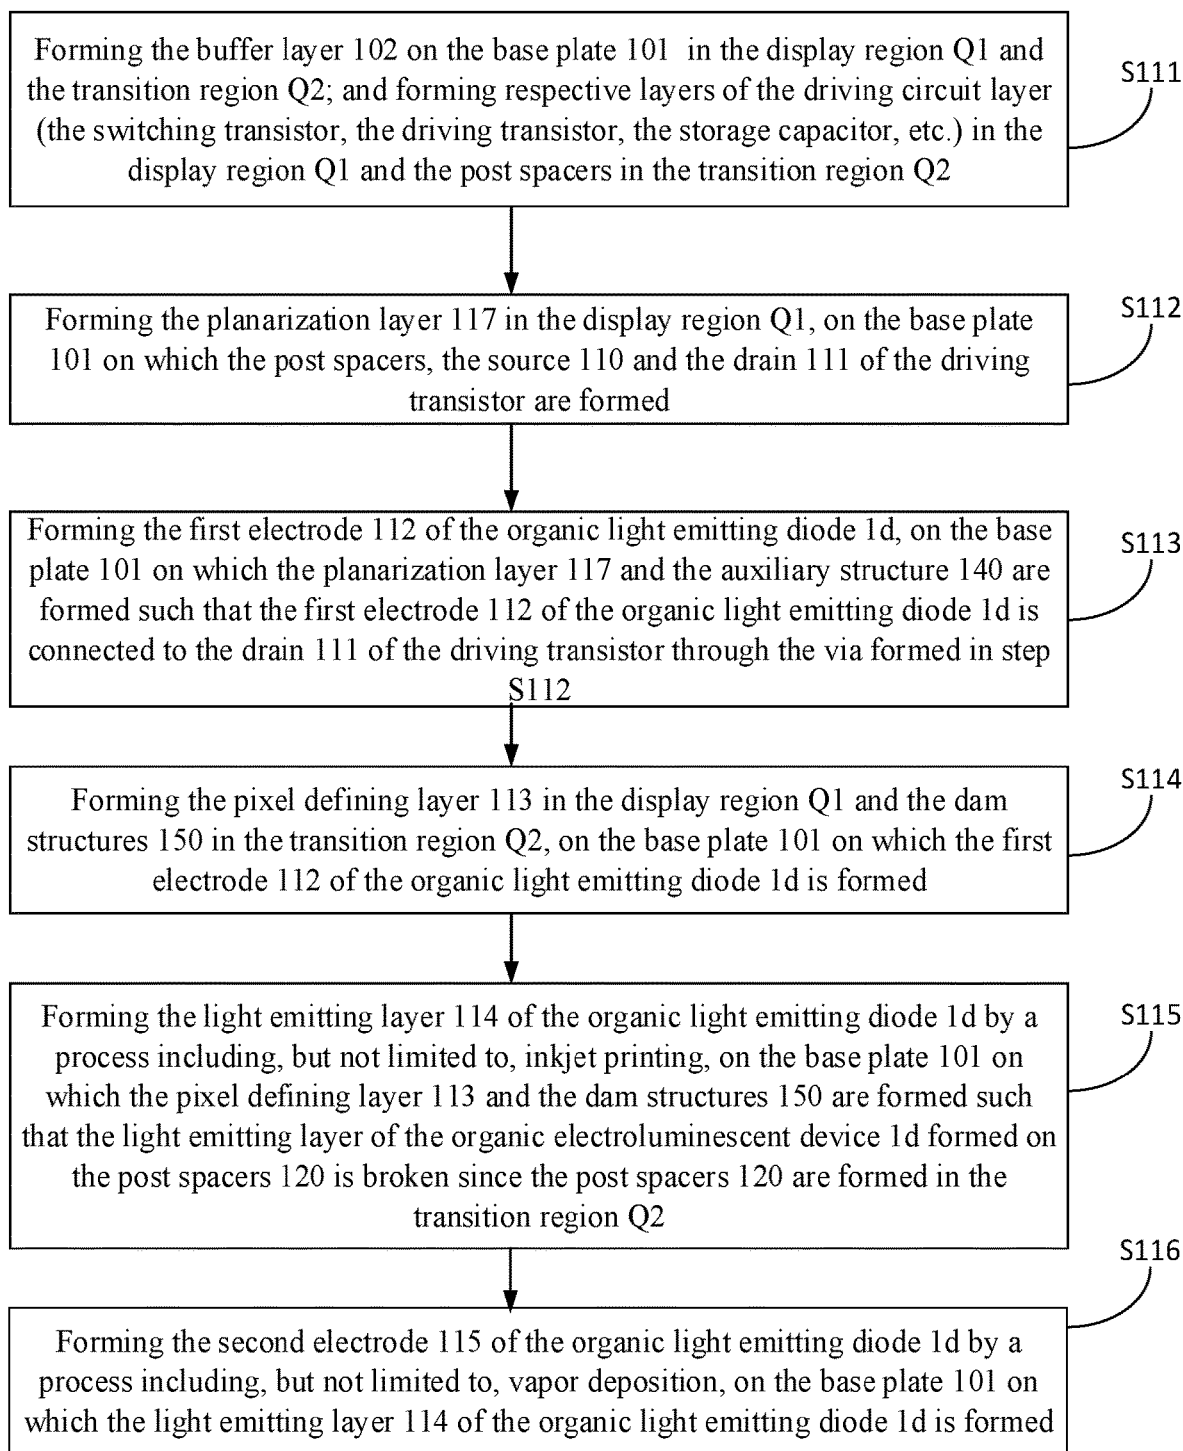 Forming the buffer layer 102 on the base plate 101 in the display region Q1 and
the transition region Q2; and forming respective layers of the driving circuit layer
(the switching transistor, the driving transistor, the storage capacitor, etc.) in the
display region Q1 and the post spacers in the transition region Q2
S111
Forming the planarization layer 117 in the display region Q1, on the base plate
101 on which the post spacers, the source 110 and the drain 111 of the driving
transistor are formed
S112
Forming the first electrode 112 of the organic light emitting diode 1d, on the base
plate 101 on which the planarization layer 117 and the auxiliary structure 140 are
formed such that the first electrode 112 of the organic light emitting diode 1d is
connected to the drain 111 of the driving transistor through the via formed in step
S112
S113
Forming the pixel defining layer 113 in the display region Q1 and the dam
structures 150 in the transition region Q2, on the base plate 101 on which the first
electrode 112 of the organic light emitting diode 1d is formed
S114
Forming the light emitting layer 114 of the organic light emitting diode 1d by a
process including, but not limited to, inkjet printing, on the base plate 101 on
which the pixel defining layer 113 and the dam structures 150 are formed such
that the light emitting layer of the organic electroluminescent device 1d formed on
the post spacers 120 is broken since the post spacers 120 are formed in the
transition region Q2
S115
Forming the second electrode 115 of the organic light emitting diode 1d by a
process including, but not limited to, vapor deposition, on the base plate 101 on
which the light emitting layer 114 of the organic light emitting diode 1d is formed
S116